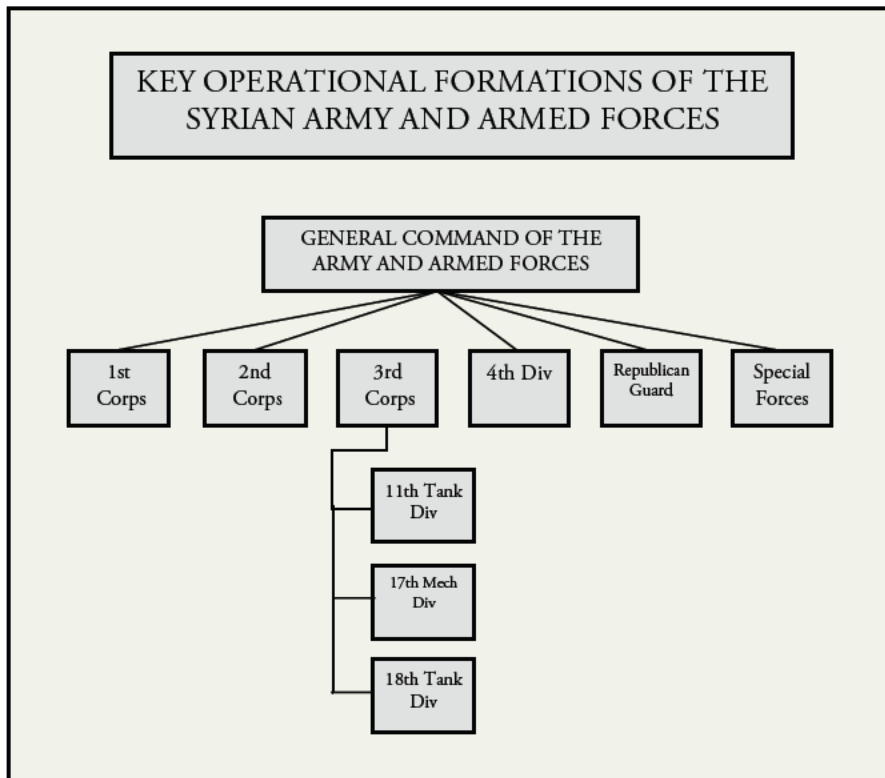 KEY OPERATIONAL FORMATIONS OF THE
SYRIAN ARMY AND ARMED FORCES
GENERAL COMMAND OF THE
ARMY AND ARMED FORCES
1st
Corps
2nd
Corps
3rd
Corps
4th Div
Republican
Guard
Special
Forces
11th Tank
Div
17th Mech
Div
18th Tank
Div